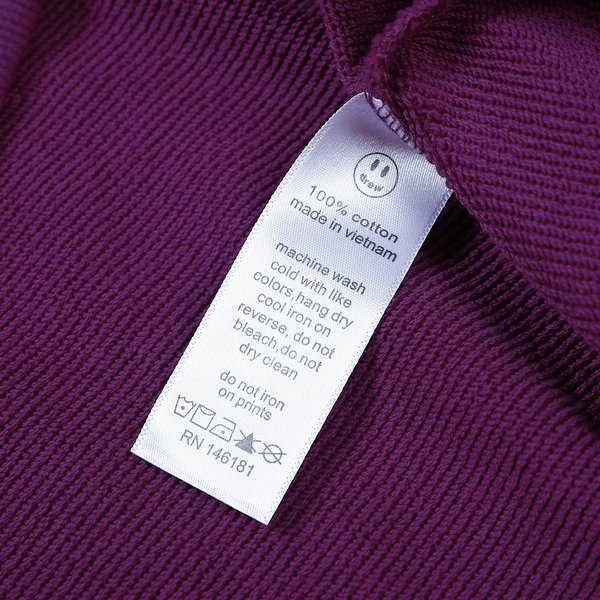 drew
100% cotton
made in vietnam
machine wash
cold with like
colors,hang dry
cool iron on
reverse, do not
bleach,do not
dry clean
do not iron
on prints
RN 146181